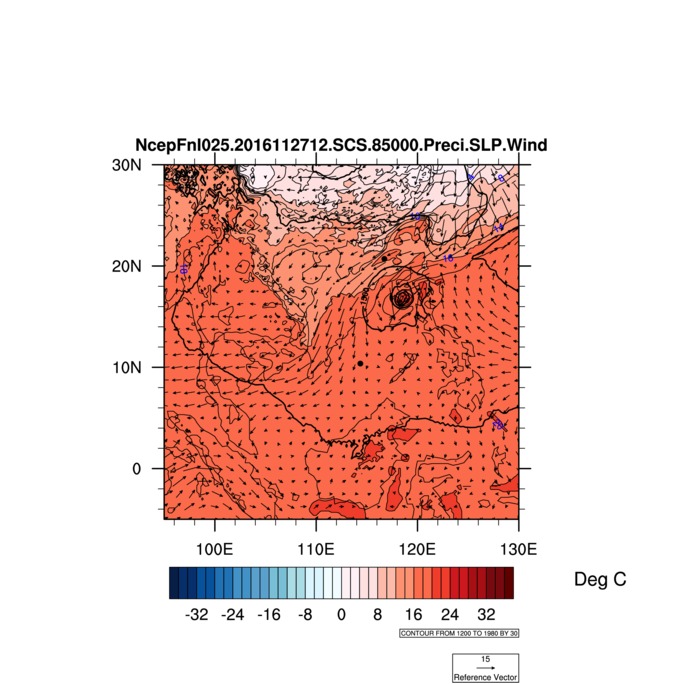 NcepFnl025.2016112712.SCS.85000.Preci.SLP.Wind
30N
20N
10N
0
100E 110E 120E 130E
-32 -24 -16 -8 0 8 16 24 32
Deg C
CONTOUR FROM 1200 TO 1980 BY 30
15
Reference Vector